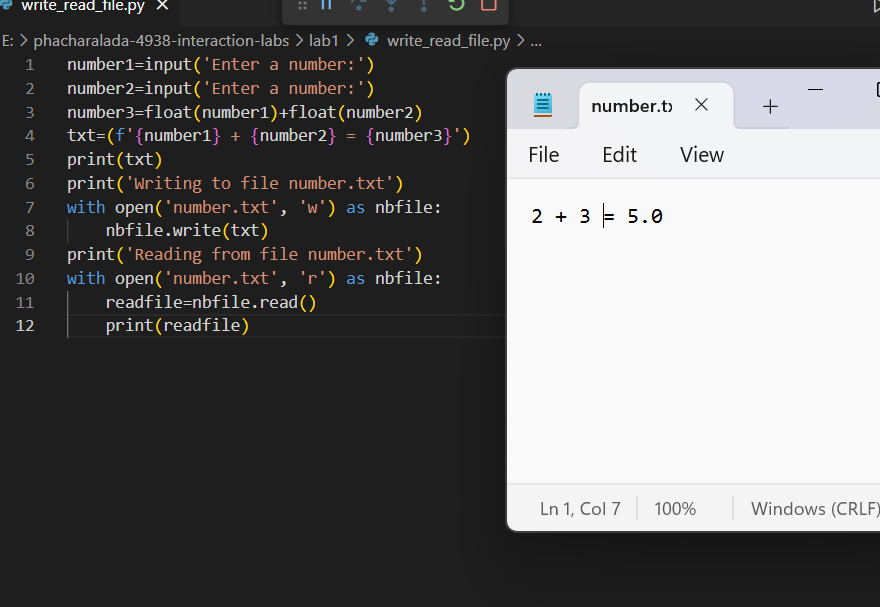 write_read_file.py
E: > phacharalada-4938-interaction-labs > lab1 > write_read_file.py > ...
1 number1=input('Enter a number:')
2 number2=input('Enter a number:')
3 number3=float(number1)+float(number2)
4 txt=(f'{number1} + {number2} = {number3}')
5 print(txt)
6 print('Writing to file number.txt')
7 with open('number.txt', 'w') as nbfile:
8     nbfile.write(txt)
9 print('Reading from file number.txt')
10 with open('number.txt', 'r') as nbfile:
11     readfile=nbfile.read()
12     print(readfile)
number.tx
File Edit View
2 + 3 = 5.0
Ln 1, Col 7 100% Windows (CRLF)